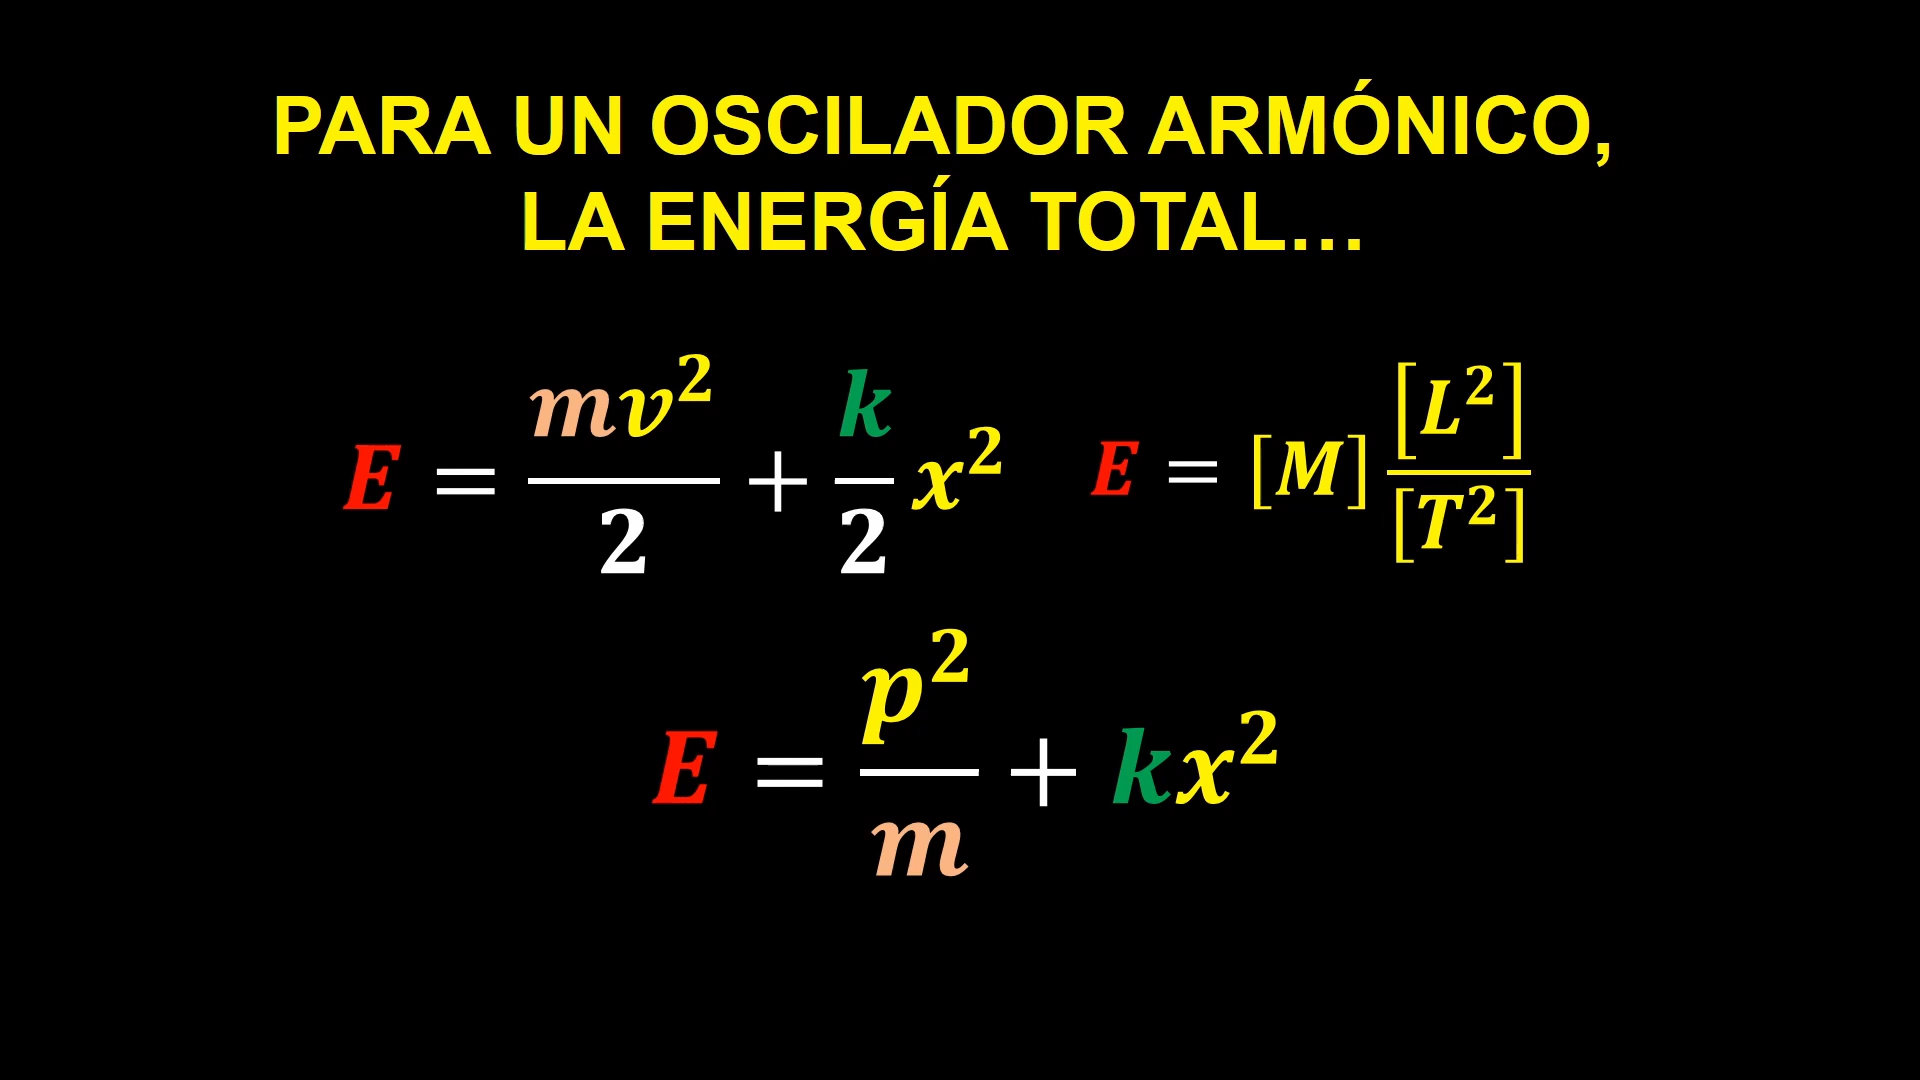 PARA UN OSCILADOR ARMÓNICO,
LA ENERGÍA TOTAL…
E = mv²/2 + k/2 x² E = [M] [L²]/[T²]
E = p²/m + kx²